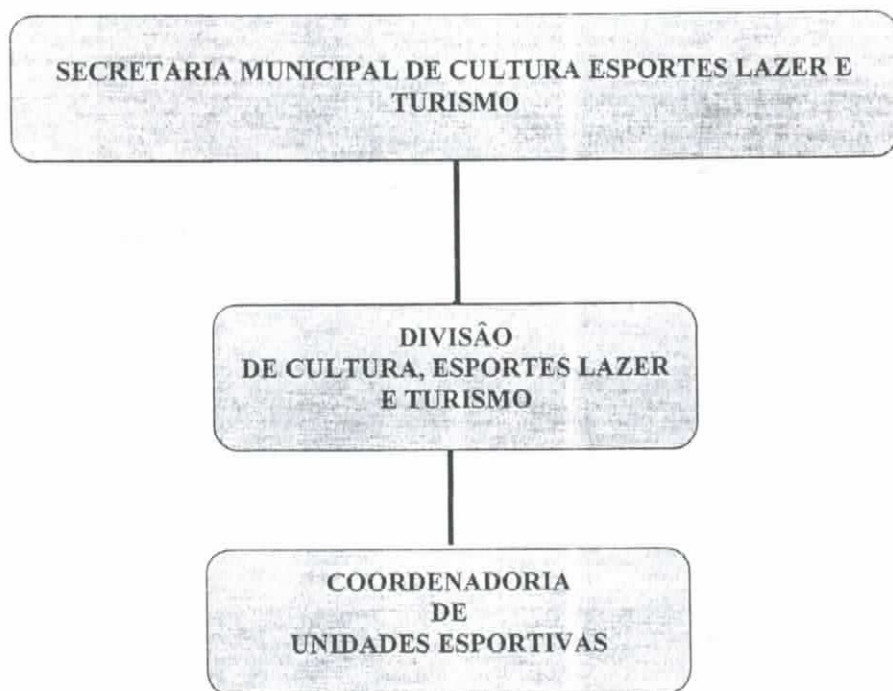 SECRETARIA MUNICIPAL DE CULTURA ESPORTES LAZER E
TURISMO
DIVISÂO
DE CULTURA, ESPORTES LAZER
E TURISMO
COORDENADORIA
DE
UNIDADES ESPORTIVAS